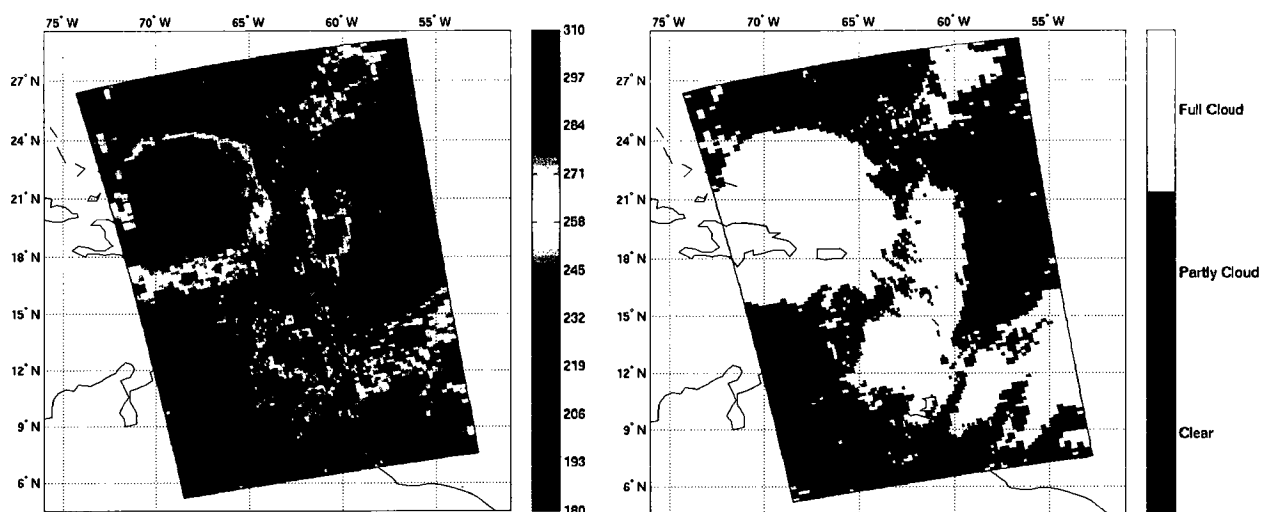 75° W 70° W 65° W 60° W 55° W
27° N
24° N
21° N
18° N
15° N
12° N
9° N
6° N
310
297
284
271
258
245
232
219
206
193
180
75° W 70° W 65° W 60° W 55° W
27° N
24° N
21° N
18° N
15° N
12° N
9° N
6° N
Full Cloud
Partly Cloud
Clear